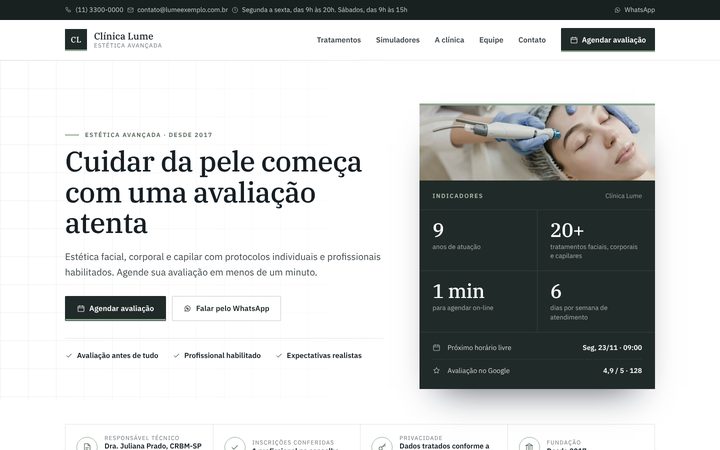 (11) 3300-0000 contato@lumeexemplo.com.br Segunda a sexta, das 9h às 20h. Sábados, das 9h às 15h WhatsApp
CL Clínica Lume
ESTÉTICA AVANÇADA
Tratamentos Simuladores A clínica Equipe Contato Agendar avaliação
ESTÉTICA AVANÇADA · DESDE 2017
Cuidar da pele começa
com uma avaliação
atenta
Estética facial, corporal e capilar com protocolos individuais e profissionais
habilitados. Agende sua avaliação em menos de um minuto.
Agendar avaliação Falar pelo WhatsApp
Avaliação antes de tudo Profissional habilitado Expectativas realistas
INDICADORES Clínica Lume
9
anos de atuação
20+
tratamentos faciais, corporais
e capilares
1 min
para agendar on-line
6
dias por semana de
atendimento
Próximo horário livre Seg, 23/11 · 09:00
Avaliação no Google 4,9 / 5 · 128
RESPONSÁVEL TÉCNICO
Dra. Juliana Prado, CRBM-SP
INSCRIÇÕES CONFERIDAS
PRIVACIDADE
Dados tratados conforme a
FUNDAÇÃO